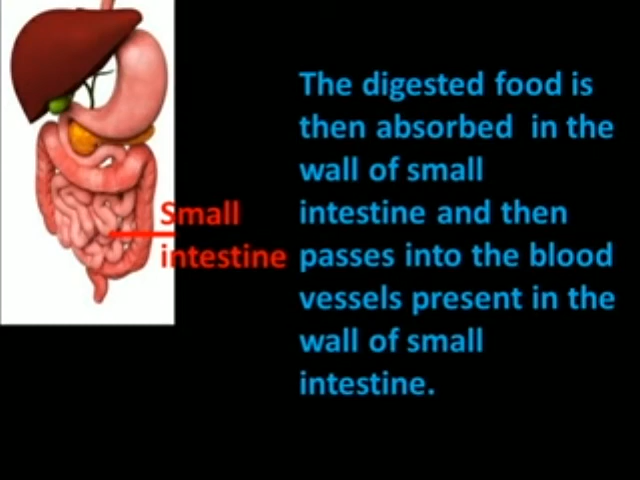 Small
intestine
The digested food is
then absorbed in the
wall of small
intestine and then
passes into the blood
vessels present in the
wall of small
intestine.